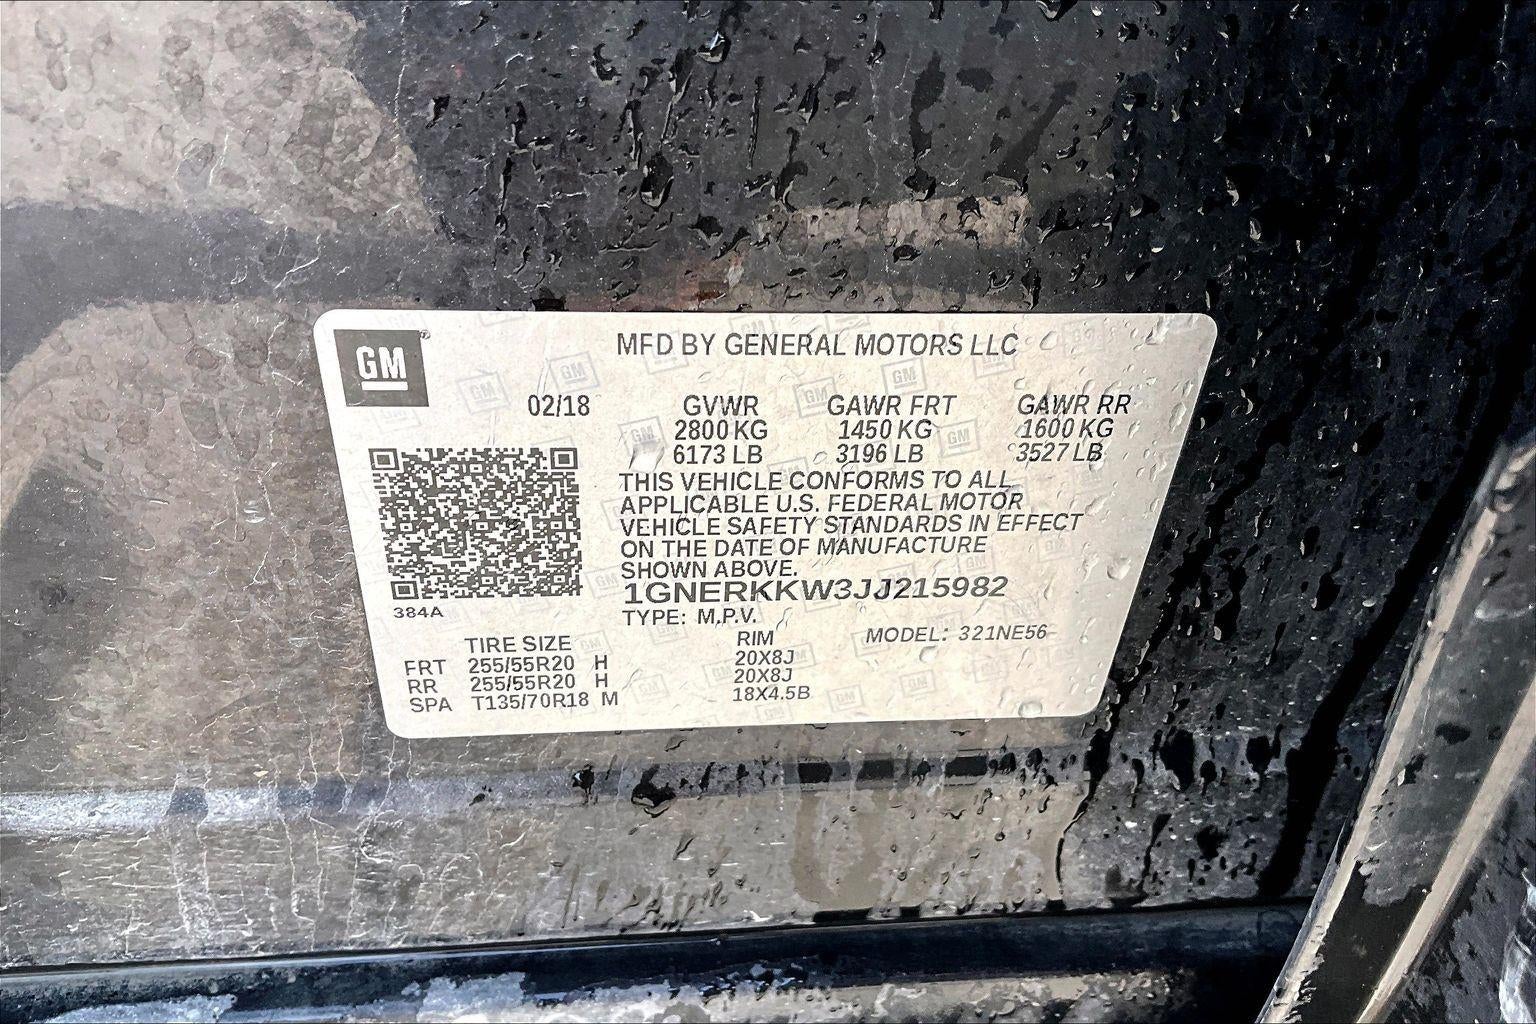 GM
MFD BY GENERAL MOTORS LLC
02/18 GVWR GAWR FRT GAWR RR
2800 KG 1450 KG 1600 KG
6173 LB 3196 LB 3527 LB
THIS VEHICLE CONFORMS TO ALL
APPLICABLE U.S. FEDERAL MOTOR
VEHICLE SAFETY STANDARDS IN EFFECT
ON THE DATE OF MANUFACTURE
SHOWN ABOVE.
1GNERKKW3JJ215982
384A
TYPE: M.P.V.
TIRE SIZE RIM MODEL: 321NE56
FRT 255/55R20 H 20X8J
RR 255/55R20 H 20X8J
SPA T135/70R18 M 18X4.5B